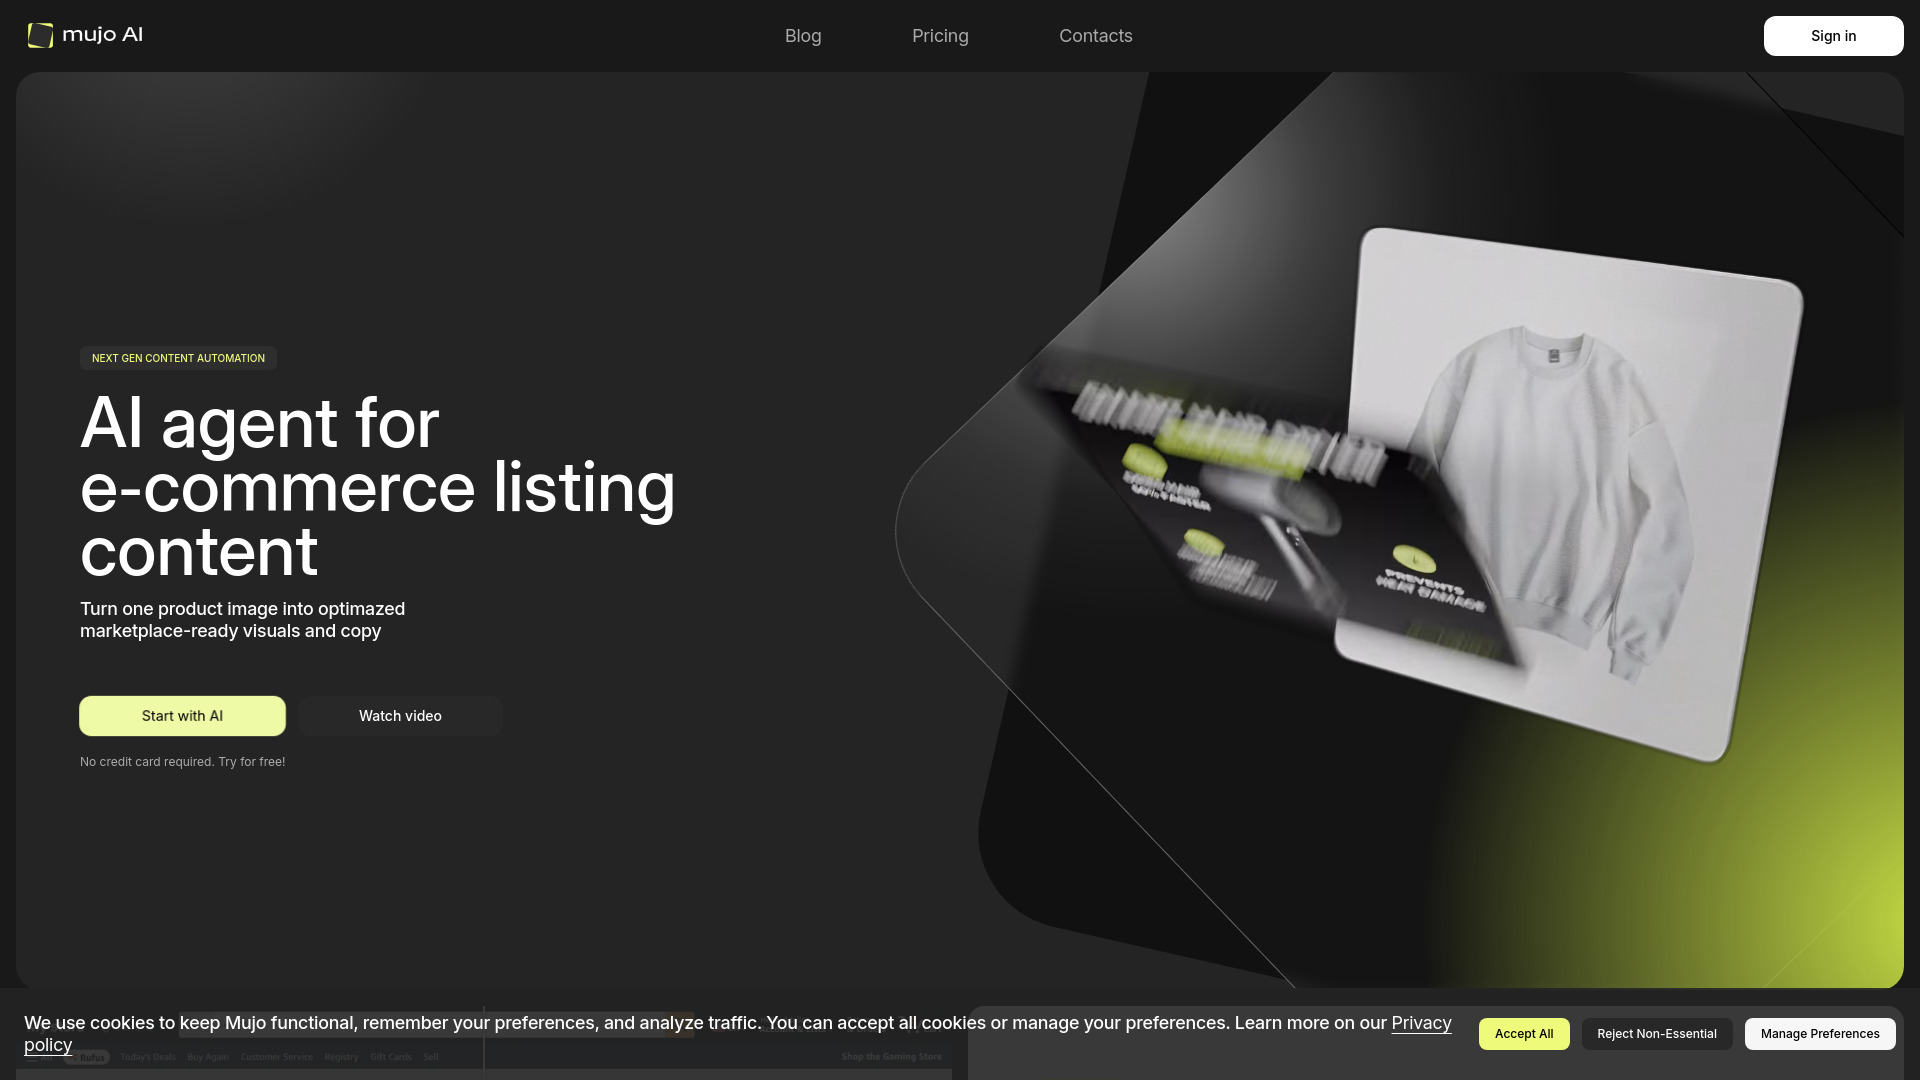 mujo AI
Blog
Pricing
Contacts
Sign in
NEXT GEN CONTENT AUTOMATION
AI agent for
e-commerce listing
content
Turn one product image into optimazed
marketplace-ready visuals and copy
Start with AI
Watch video
No credit card required. Try for free!
PREVENTS
HEAT DAMAGE
We use cookies to keep Mujo functional, remember your preferences, and analyze traffic. You can accept all cookies or manage your preferences. Learn more on our Privacy
policy
Accept All
Reject Non-Essential
Manage Preferences
All
Rufus
Today's Deals
Buy Again
Customer Service
Registry
Gift Cards
Sell
Shop the Gaming Store